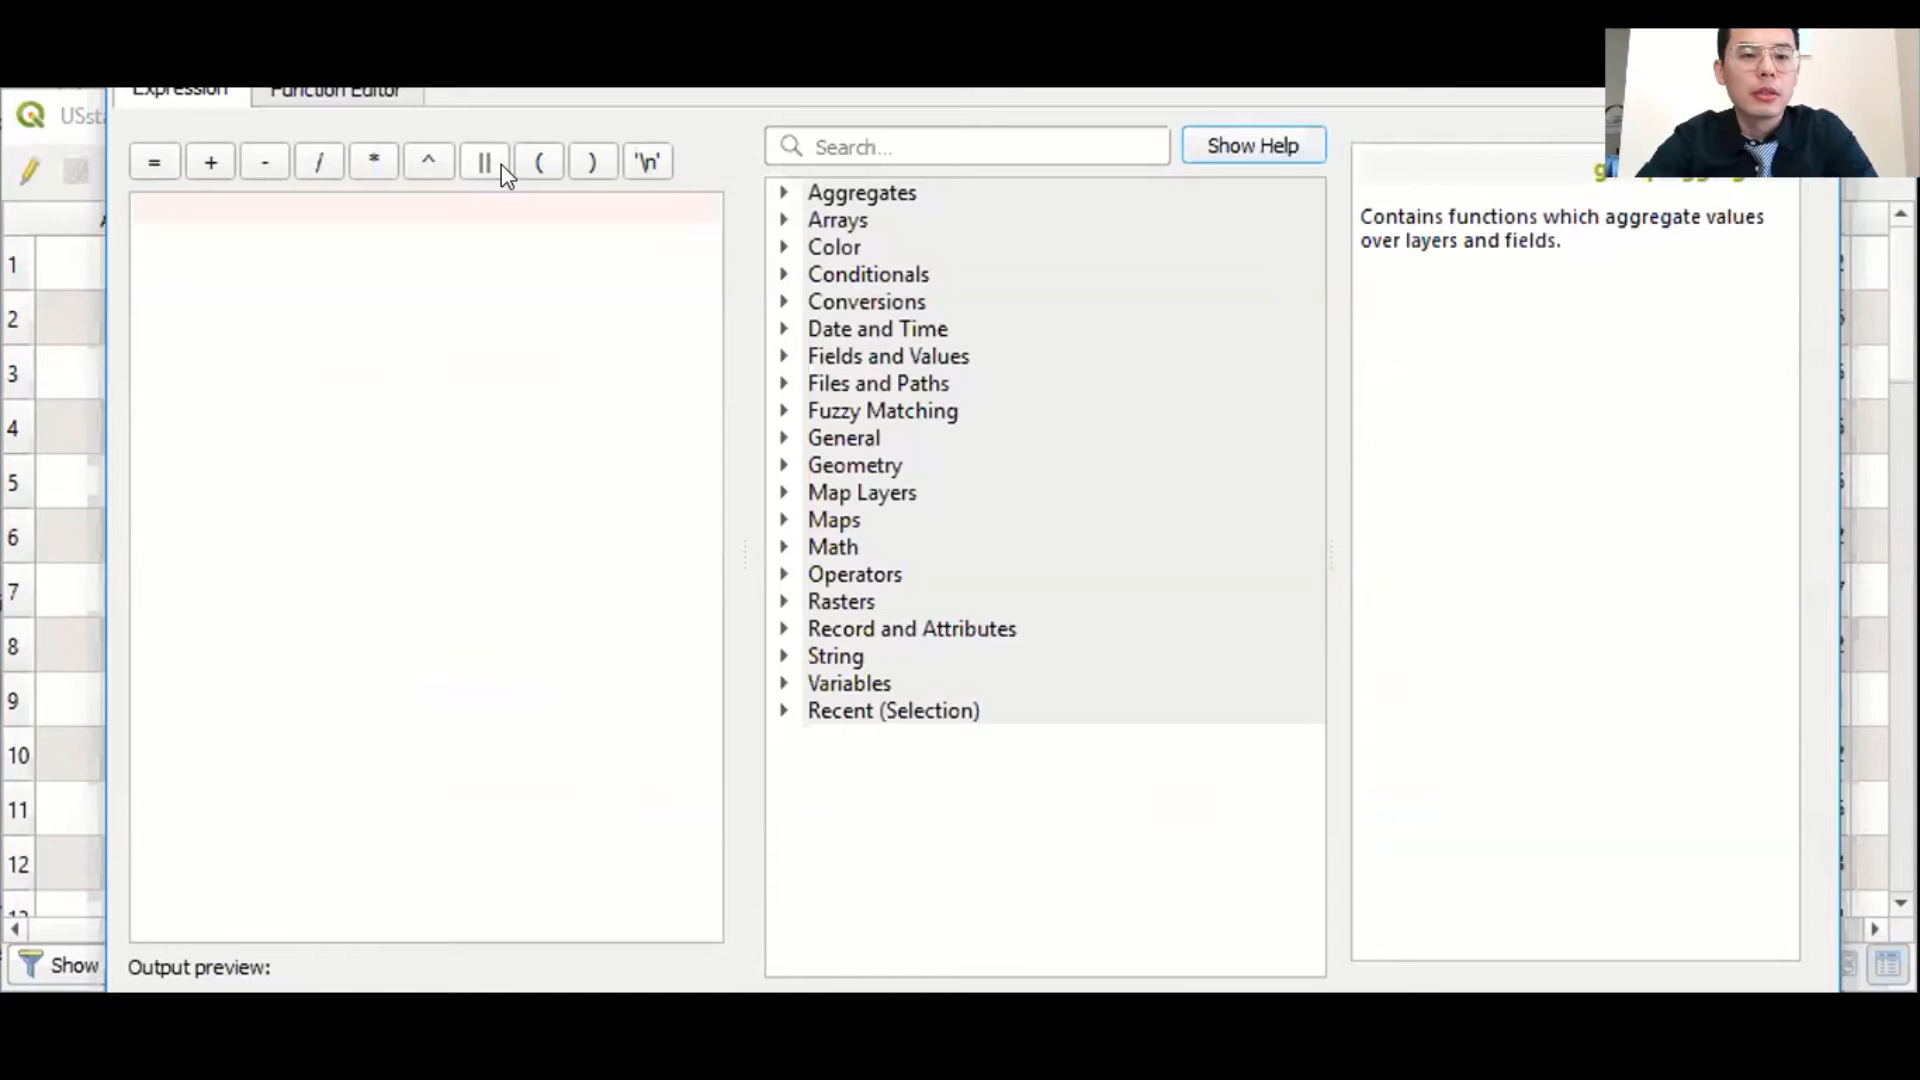 Expression Function Editor
USsta
= + - / * ^ || ( ) '\n'
Search...
Show Help
Aggregates
Arrays
Color
Conditionals
Conversions
Date and Time
Fields and Values
Files and Paths
Fuzzy Matching
General
Geometry
Map Layers
Maps
Math
Operators
Rasters
Record and Attributes
String
Variables
Recent (Selection)
Contains functions which aggregate values
over layers and fields.
1
2
3
4
5
6
7
8
9
10
11
12
Show
Output preview: